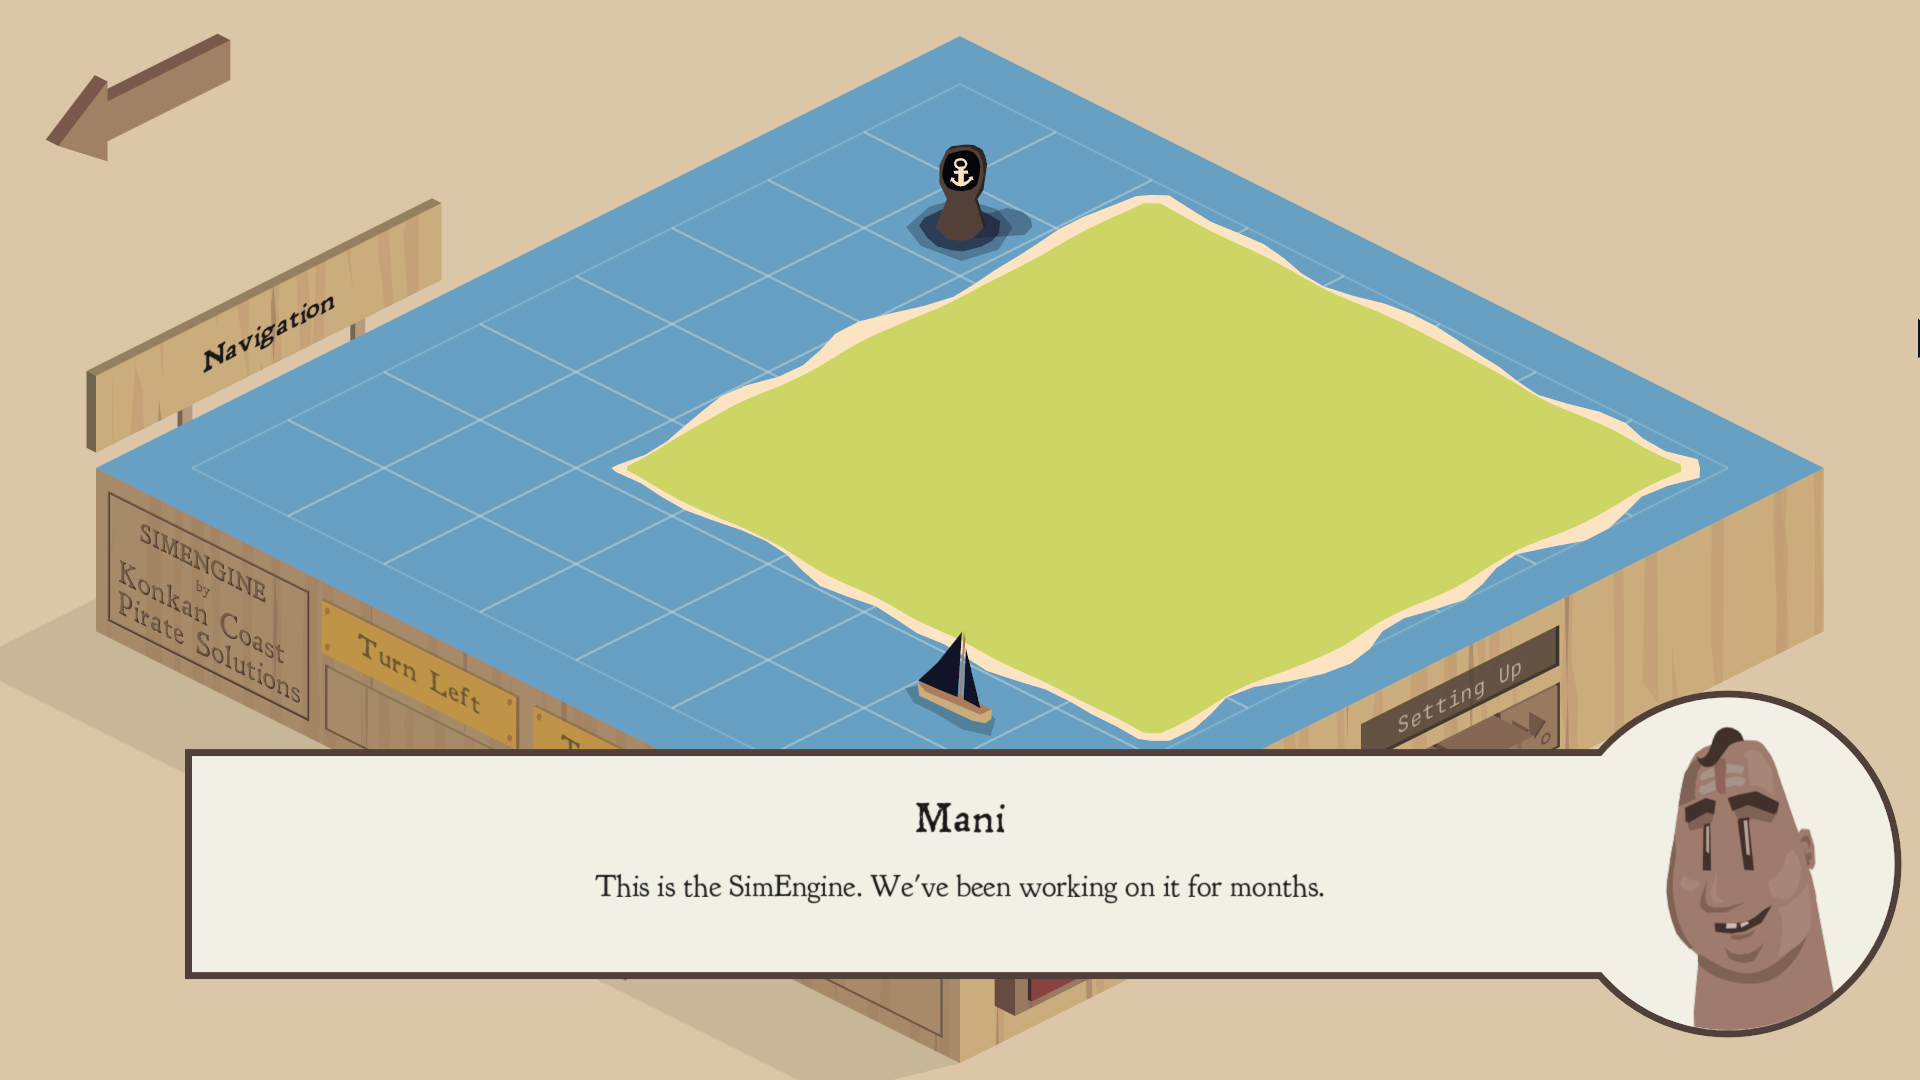 Navigation
SIMENGINE
by
Konkan Coast
Pirate Solutions
Turn Left
Setting Up
Mani
This is the SimEngine. We've been working on it for months.